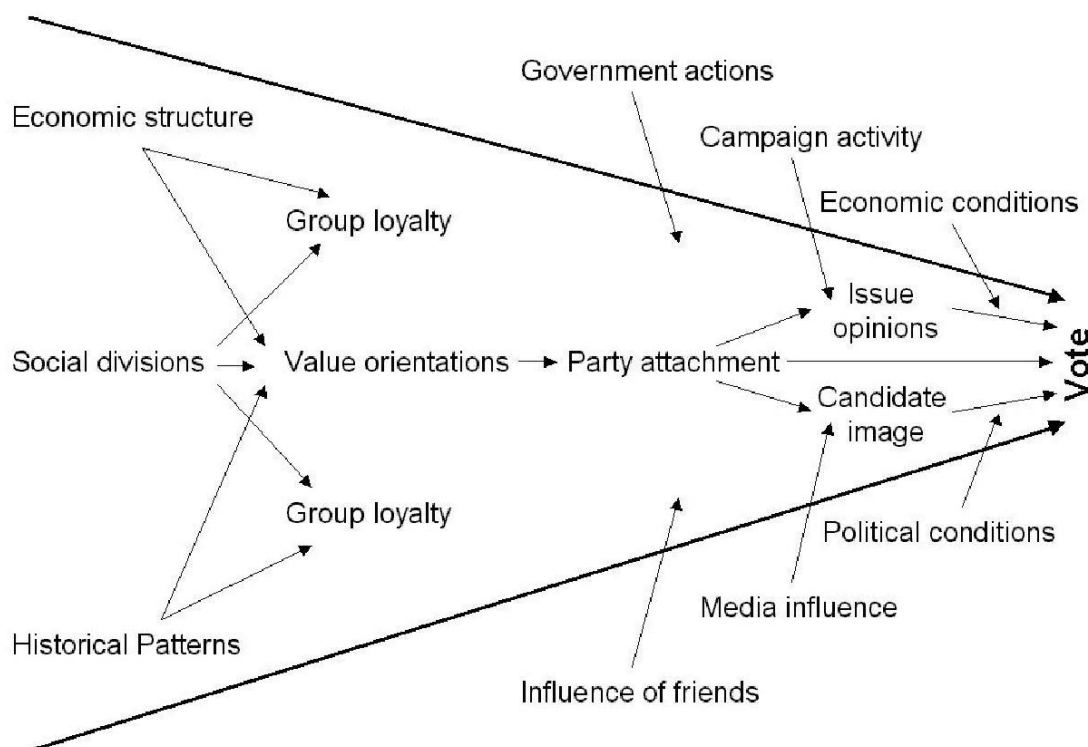 Government actions
Economic structure
Campaign activity
Group loyalty
Economic conditions
Issue
opinions
Social divisions
Value orientations
Party attachment
Vote
Candidate
image
Group loyalty
Political conditions
Media influence
Historical Patterns
Influence of friends